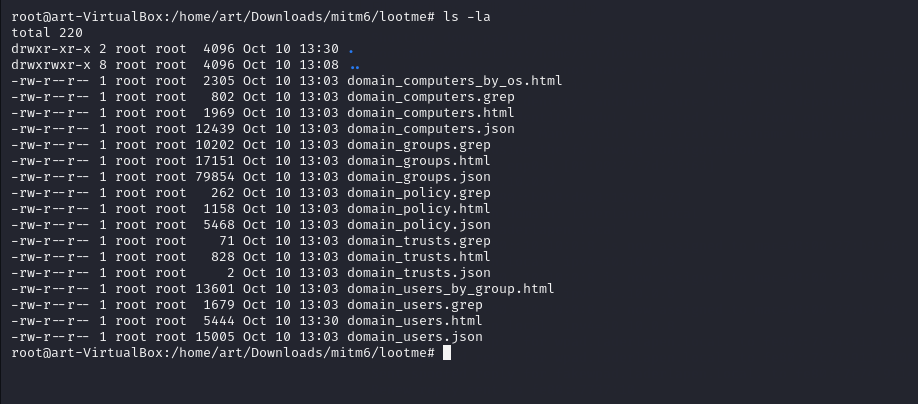 root@art-VirtualBox:/home/art/Downloads/mitm6/lootme# ls -la
total 220
drwxr-xr-x 2 root root  4096 Oct 10 13:30 .
drwxrwxr-x 8 root root  4096 Oct 10 13:08 ..
-rw-r--r-- 1 root root  2305 Oct 10 13:03 domain_computers_by_os.html
-rw-r--r-- 1 root root   802 Oct 10 13:03 domain_computers.grep
-rw-r--r-- 1 root root  1969 Oct 10 13:03 domain_computers.html
-rw-r--r-- 1 root root 12439 Oct 10 13:03 domain_computers.json
-rw-r--r-- 1 root root 10202 Oct 10 13:03 domain_groups.grep
-rw-r--r-- 1 root root 17151 Oct 10 13:03 domain_groups.html
-rw-r--r-- 1 root root 79854 Oct 10 13:03 domain_groups.json
-rw-r--r-- 1 root root   262 Oct 10 13:03 domain_policy.grep
-rw-r--r-- 1 root root  1158 Oct 10 13:03 domain_policy.html
-rw-r--r-- 1 root root  5468 Oct 10 13:03 domain_policy.json
-rw-r--r-- 1 root root    71 Oct 10 13:03 domain_trusts.grep
-rw-r--r-- 1 root root   828 Oct 10 13:03 domain_trusts.html
-rw-r--r-- 1 root root     2 Oct 10 13:03 domain_trusts.json
-rw-r--r-- 1 root root 13601 Oct 10 13:03 domain_users_by_group.html
-rw-r--r-- 1 root root  1679 Oct 10 13:03 domain_users.grep
-rw-r--r-- 1 root root  5444 Oct 10 13:30 domain_users.html
-rw-r--r-- 1 root root 15005 Oct 10 13:03 domain_users.json
root@art-VirtualBox:/home/art/Downloads/mitm6/lootme#